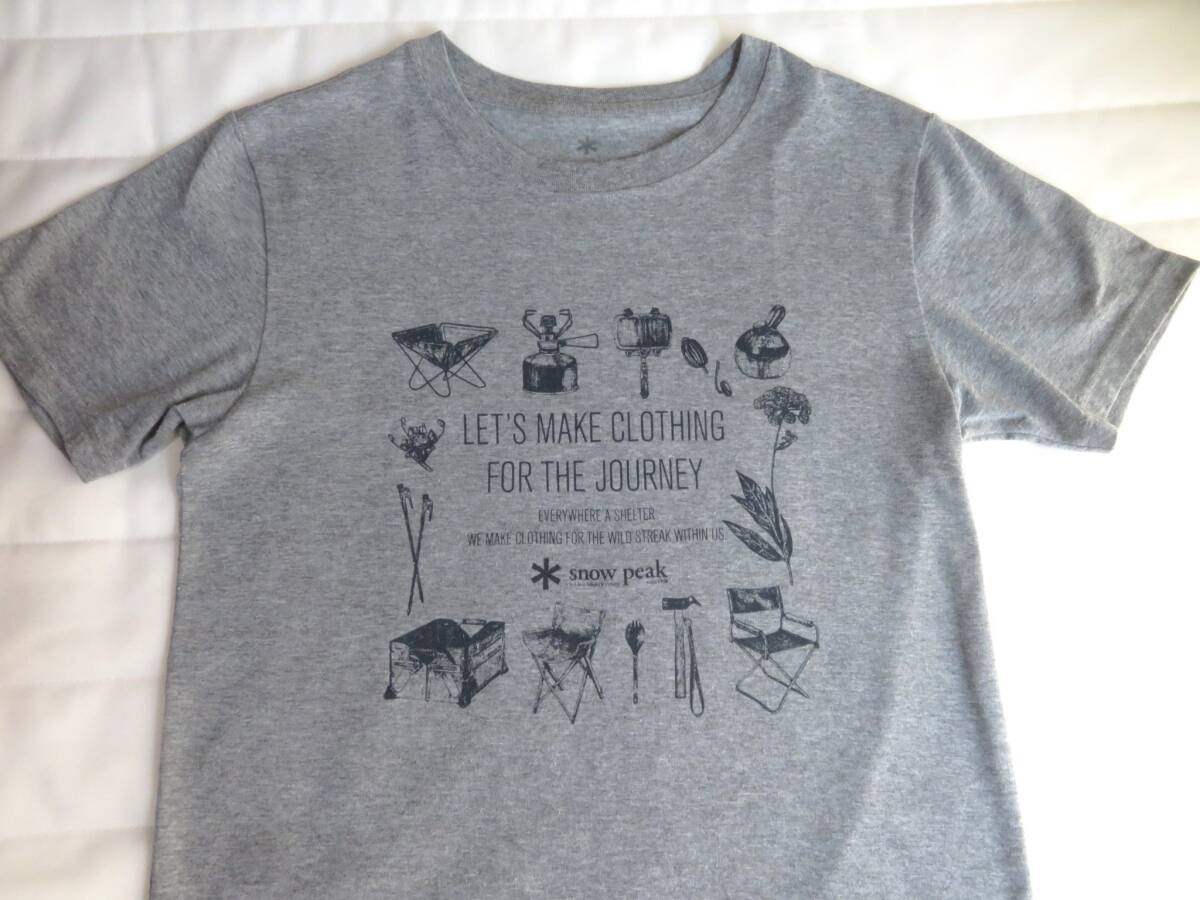 LET'S MAKE CLOTHING
FOR THE JOURNEY
EVERYWHERE A SHELTER.
WE MAKE CLOTHING FOR THE WILD STREAK WITHIN US.
snow peak